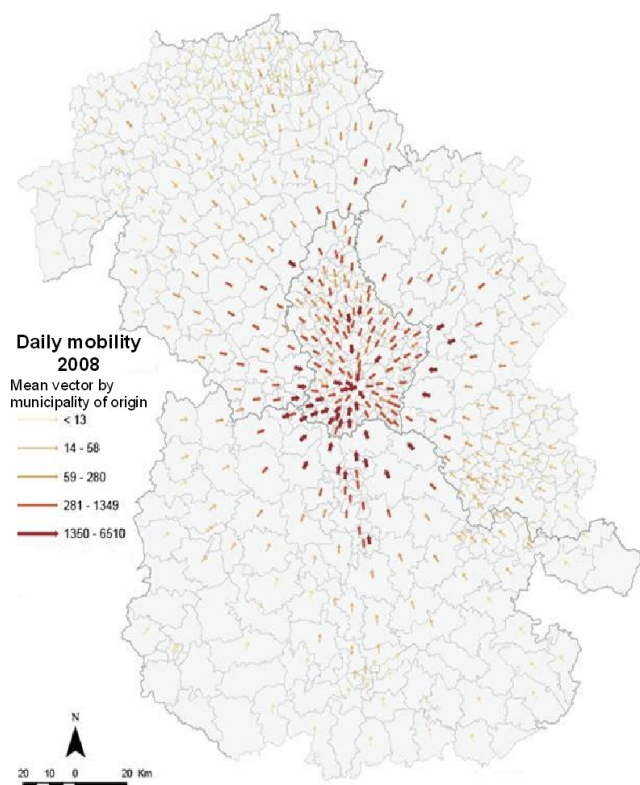 Daily mobility
2008
Mean vector by
municipality of origin
< 13
14 - 58
59 - 280
281 - 1349
1350 - 6510
N
20 10 0 20 Km